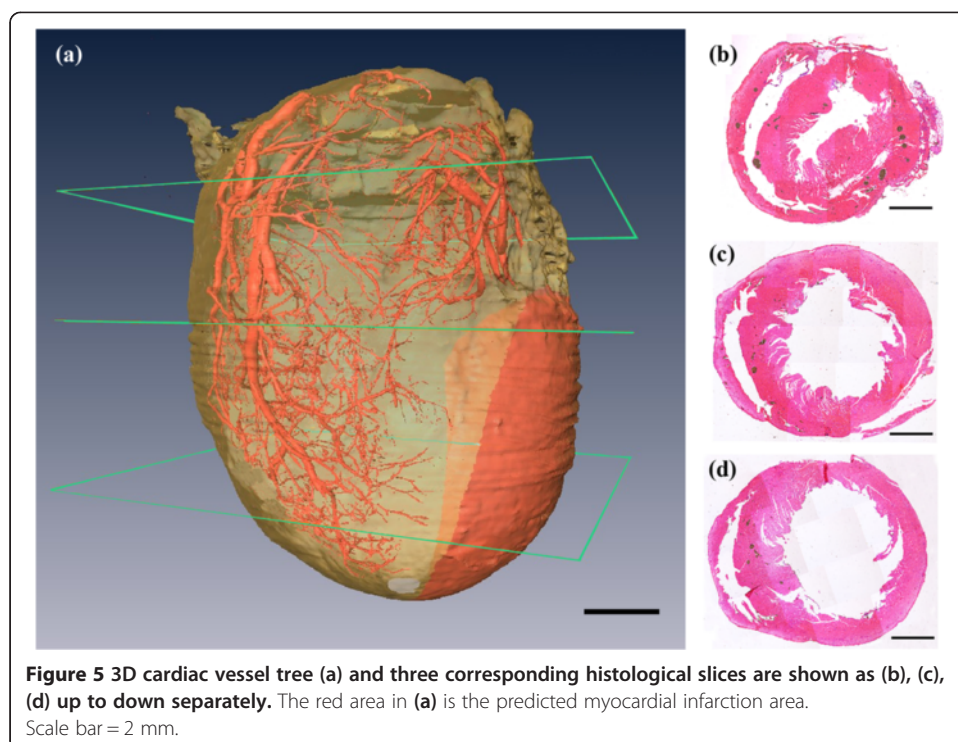 (a)
(b)
(c)
(d)
Figure 5 3D cardiac vessel tree (a) and three corresponding histological slices are shown as (b), (c),
(d) up to down separately. The red area in (a) is the predicted myocardial infarction area.
Scale bar = 2 mm.